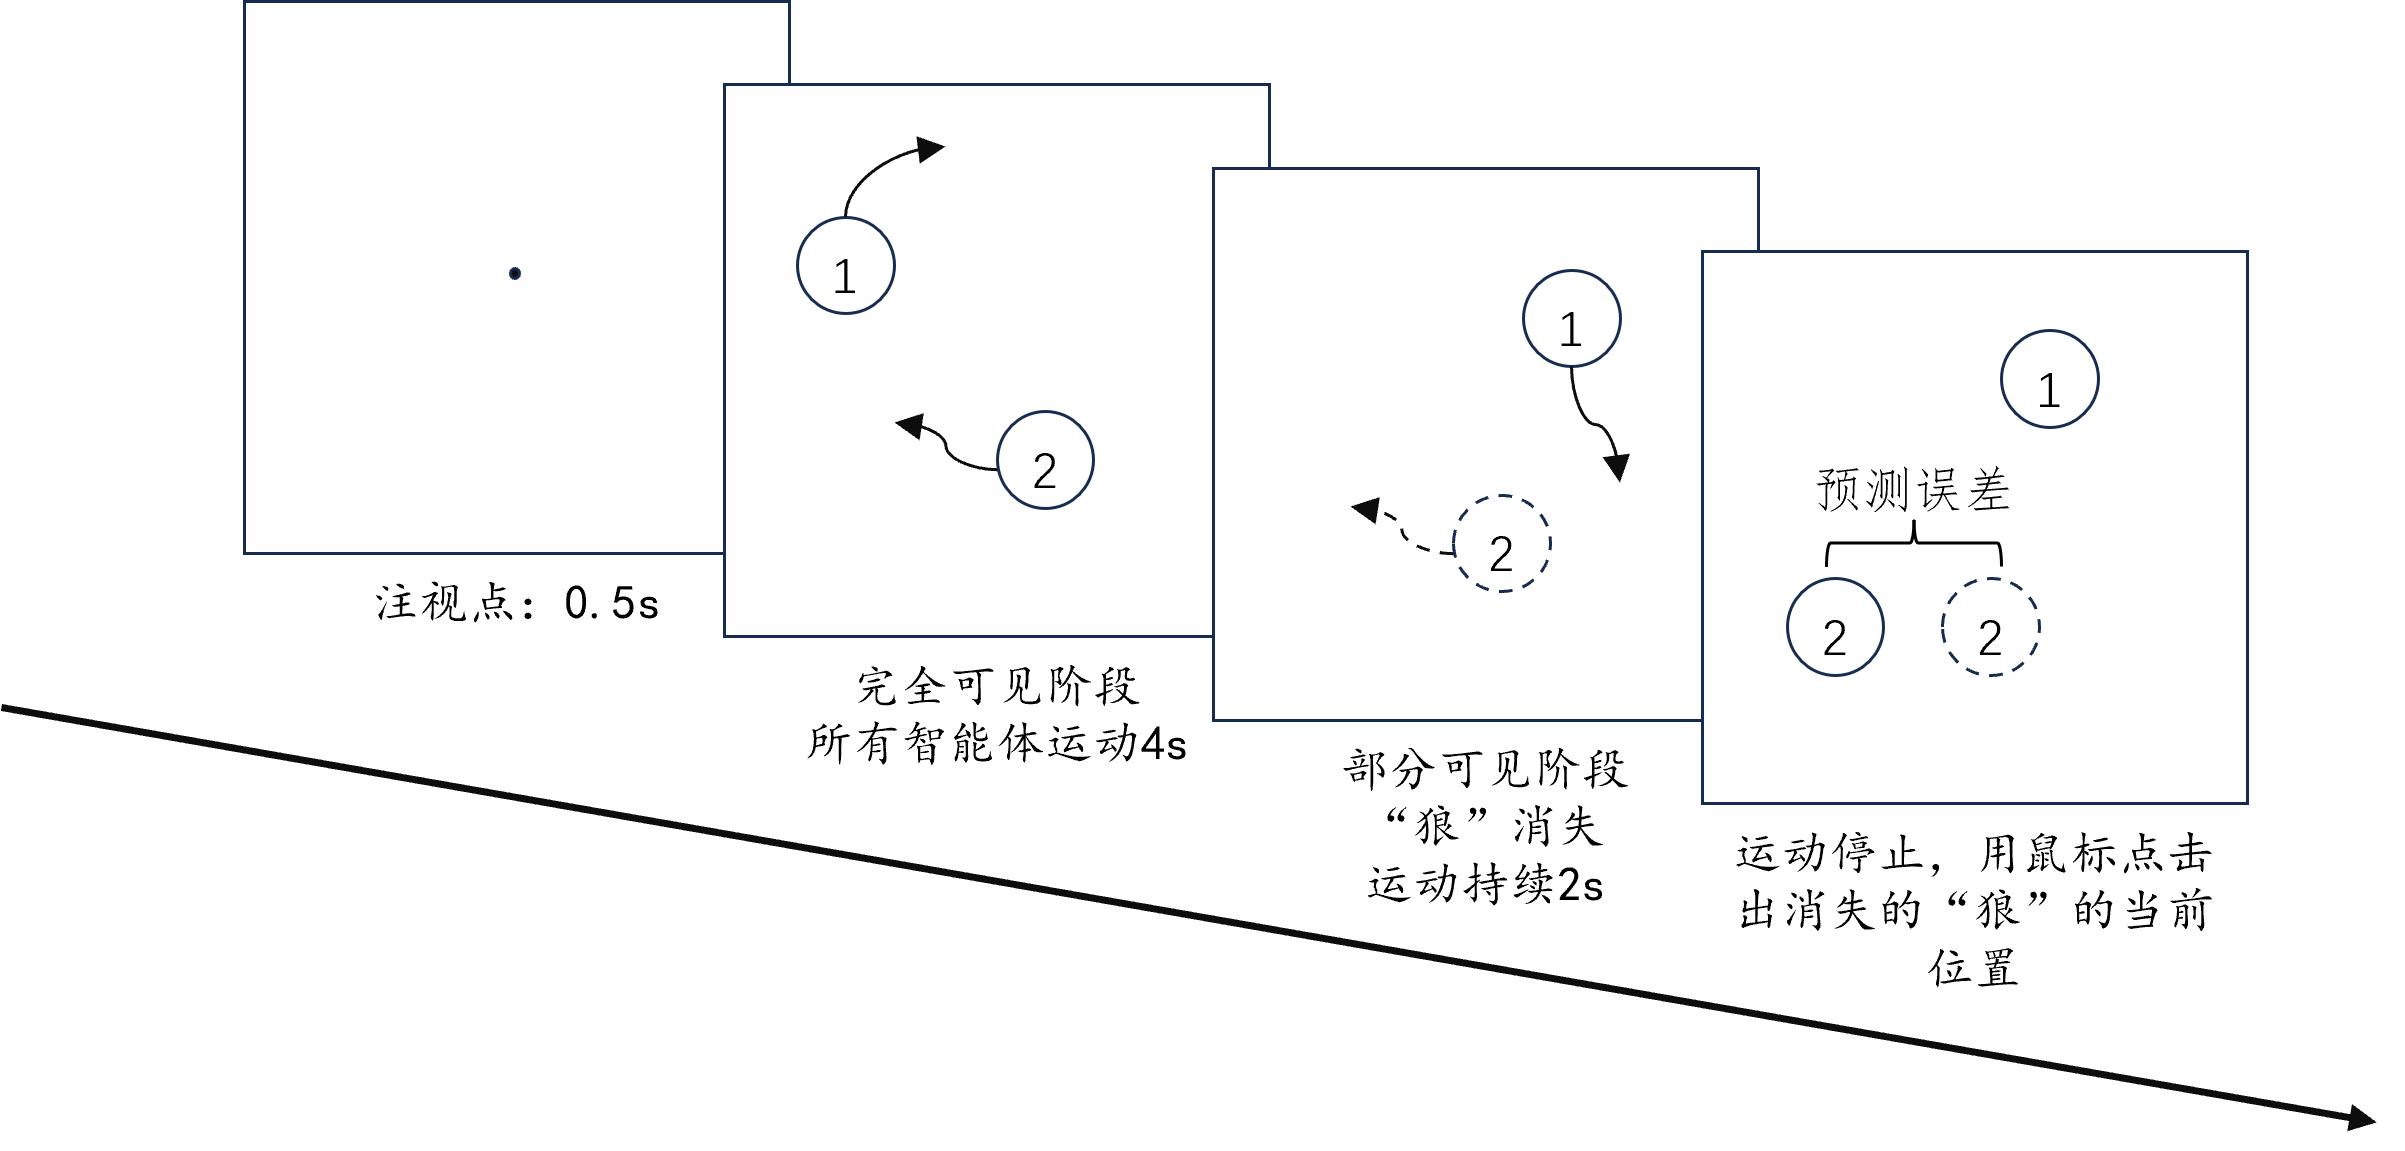 注视点：0.5s
1
2
完全可见阶段
所有智能体运动4s
1
2
部分可见阶段
“狼”消失
运动持续2s
1
预测误差
2
2
运动停止，用鼠标点击
出消失的“狼”的当前
位置